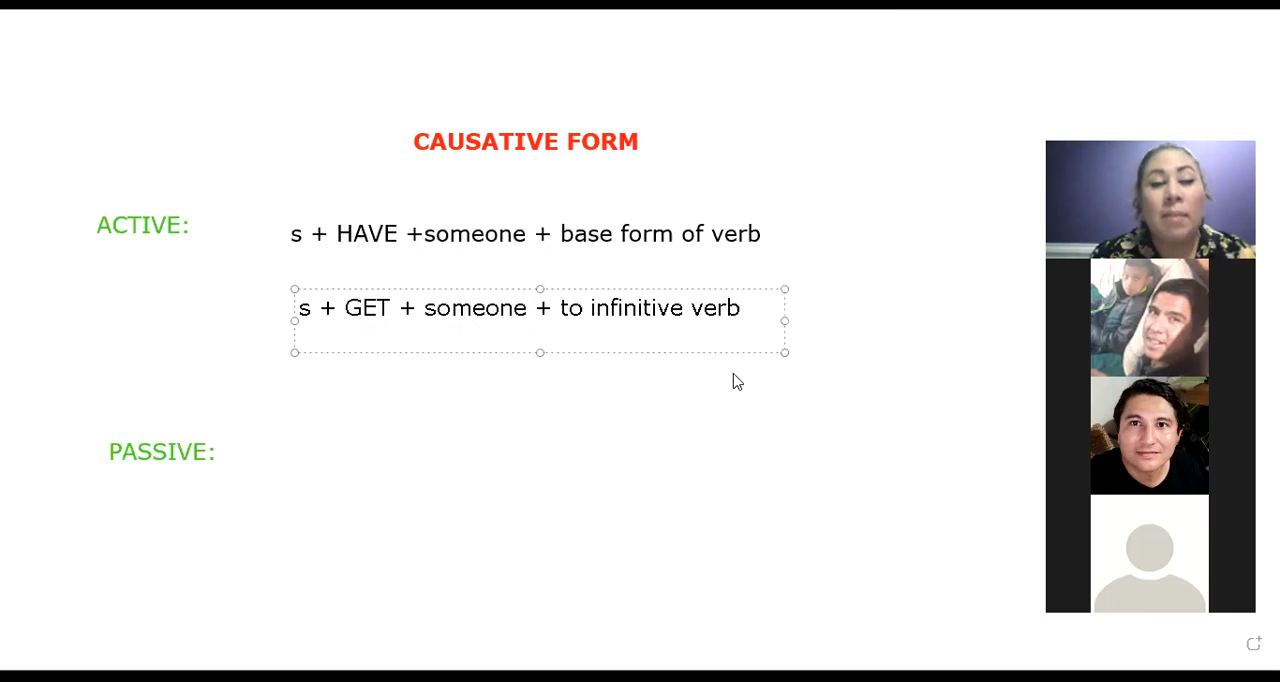 CAUSATIVE FORM
ACTIVE:
s + HAVE +someone + base form of verb
s + GET + someone + to infinitive verb
PASSIVE: